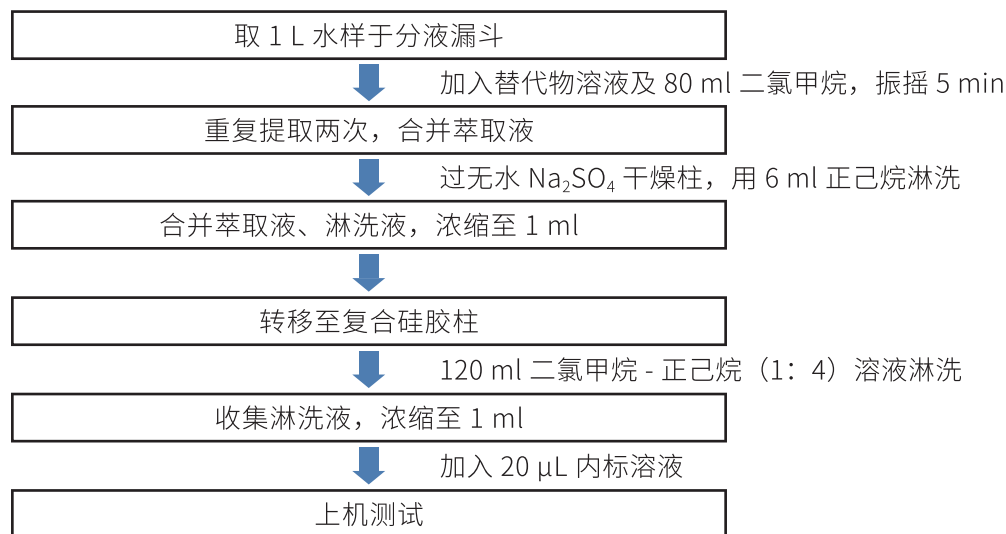 取 1 L 水样于分液漏斗
加入替代物溶液及 80 ml 二氯甲烷，振摇 5 min
重复提取两次，合并萃取液
过无水 Na₂SO₄ 干燥柱，用 6 ml 正己烷淋洗
合并萃取液、淋洗液，浓缩至 1 ml
转移至复合硅胶柱
120 ml 二氯甲烷 - 正己烷（1：4）溶液淋洗
收集淋洗液，浓缩至 1 ml
加入 20 μL 内标溶液
上机测试